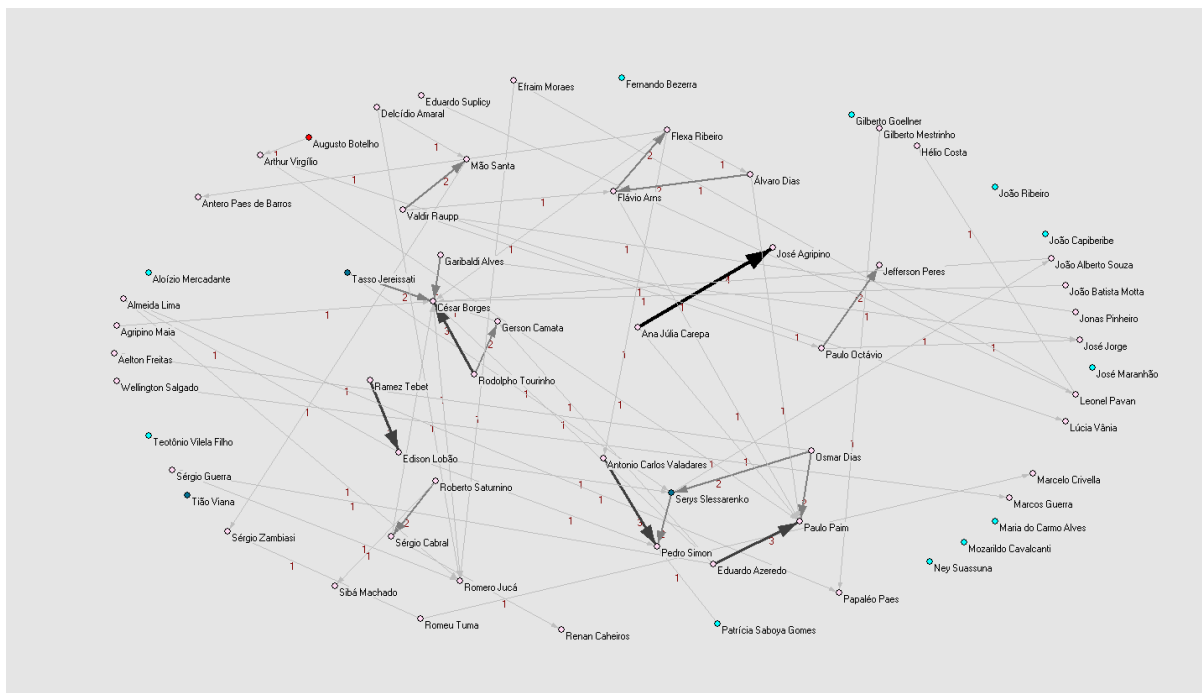 Fernando Bezerra
Efraim Moraes
Eduardo Suplicy
Delcídio Amaral
Gilberto Goellner
Gilberto Mestrinho
Flexa Ribeiro
Augusto Botelho
Hélio Costa
Arthur Virgílio
Mão Santa
Álvaro Dias
João Ribeiro
Antero Paes de Barros
Flávio Arns
Valdir Raupp
João Capiberibe
José Agripino
Garibaldi Alves
João Alberto Souza
Jefferson Peres
Aloízio Mercadante
Tasso Jereissati
João Batista Motta
Almeida Lima
César Borges
Jonas Pinheiro
Agripino Maia
Gerson Camata
Ana Júlia Carepa
José Jorge
Paulo Octávio
Aelton Freitas
José Maranhão
Rodolpho Tourinho
Wellington Salgado
Ramez Tebet
Leonel Pavan
Lúcia Vânia
Teotônio Vilela Filho
Edison Lobão
Antonio Carlos Valadares
Osmar Dias
Sérgio Guerra
Roberto Saturnino
Marcelo Crivella
Tião Viana
Serys Slessarenko
Marcos Guerra
Paulo Paim
Maria do Carmo Alves
Sérgio Zambiasi
Sérgio Cabral
Pedro Simon
Mozarildo Cavalcanti
Eduardo Azeredo
Ney Suassuna
Sibá Machado
Romero Jucá
Papaléo Paes
Romeu Tuma
Renan Caheiros
Patrícia Saboya Gomes